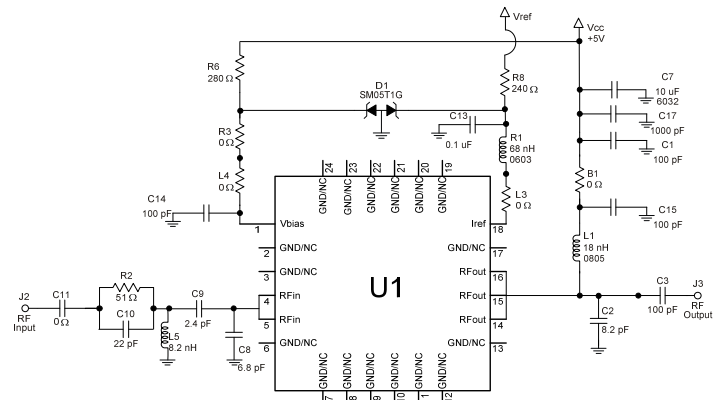 Vref
Vcc
+5V
R6
280 Ω
D1
SM05T1G
R8
240 Ω
C7
10 uF
6032
C17
1000 pF
C13
0.1 uF
R3
0 Ω
R1
68 nH
0603
C1
100 pF
L4
0 Ω
24
23
22
21
20
19
GND/NC
GND/NC
GND/NC
GND/NC
GND/NC
GND/NC
B1
0 Ω
L3
0 Ω
C14
100 pF
C15
100 pF
1
Vbias
Iref
18
2
GND/NC
GND/NC
17
L1
18 nH
0805
3
GND/NC
RFout
16
U1
J2
RF
Input
C11
0 Ω
R2
51 Ω
C10
22 pF
L5
8.2 nH
C9
2.4 pF
C8
6.8 pF
4
RFin
RFout
15
5
RFin
RFout
14
6
GND/NC
GND/NC
13
C2
8.2 pF
C3
100 pF
J3
RF
Output
GND/NC
GND/NC
GND/NC
GND/NC
GND/NC
GND/NC